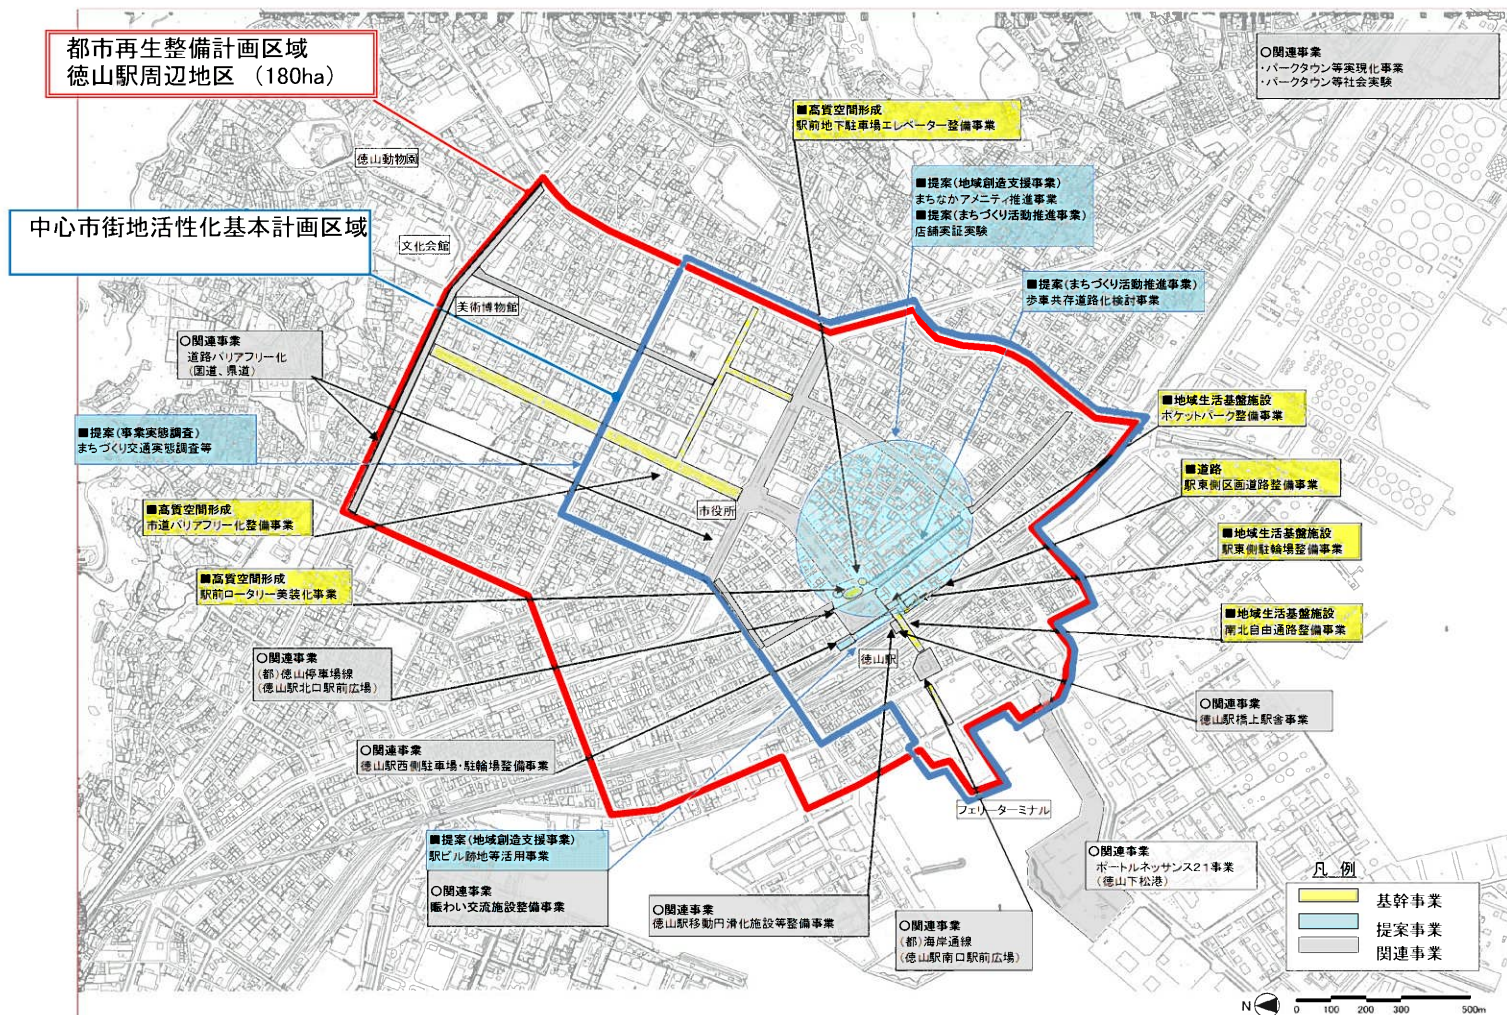 都市再生整備計画区域
徳山駅周辺地区 （180ha）
○関連事業
・パークタウン等実現化事業
・パークタウン等社会実験
■高質空間形成
駅前地下駐車場エレベーター整備事業
徳山動物園
■提案(地域創造支援事業)
まちなかアメニティ推進事業
■提案(まちづくり活動推進事業)
店舗実証実験
中心市街地活性化基本計画区域
文化会館
■提案(まちづくり活動推進事業)
歩車共存道路化検討事業
美術博物館
○関連事業
道路バリアフリー化
(国道、県道)
■地域生活基盤施設
ポケットパーク整備事業
■提案(事業実態調査)
まちづくり交通実態調査等
■道路
駅東側区画道路整備事業
■高質空間形成
市道バリアフリー化整備事業
市役所
■地域生活基盤施設
駅東側駐輪場整備事業
■高質空間形成
駅前ロータリー美装化事業
■地域生活基盤施設
南北自由通路整備事業
○関連事業
(都)徳山停車場線
(徳山駅北口駅前広場)
徳山駅
○関連事業
徳山駅橋上駅舎事業
○関連事業
徳山駅西側駐車場・駐輪場整備事業
フェリーターミナル
■提案(地域創造支援事業)
駅ビル跡地等活用事業
○関連事業
賑わい交流施設整備事業
○関連事業
ポートルネッサンス21事業
(徳山下松港)
○関連事業
徳山駅移動円滑化施設等整備事業
○関連事業
(都)海岸通線
(徳山駅南口駅前広場)
凡 例
基幹事業
提案事業
関連事業
N
0 100 200 300 500m